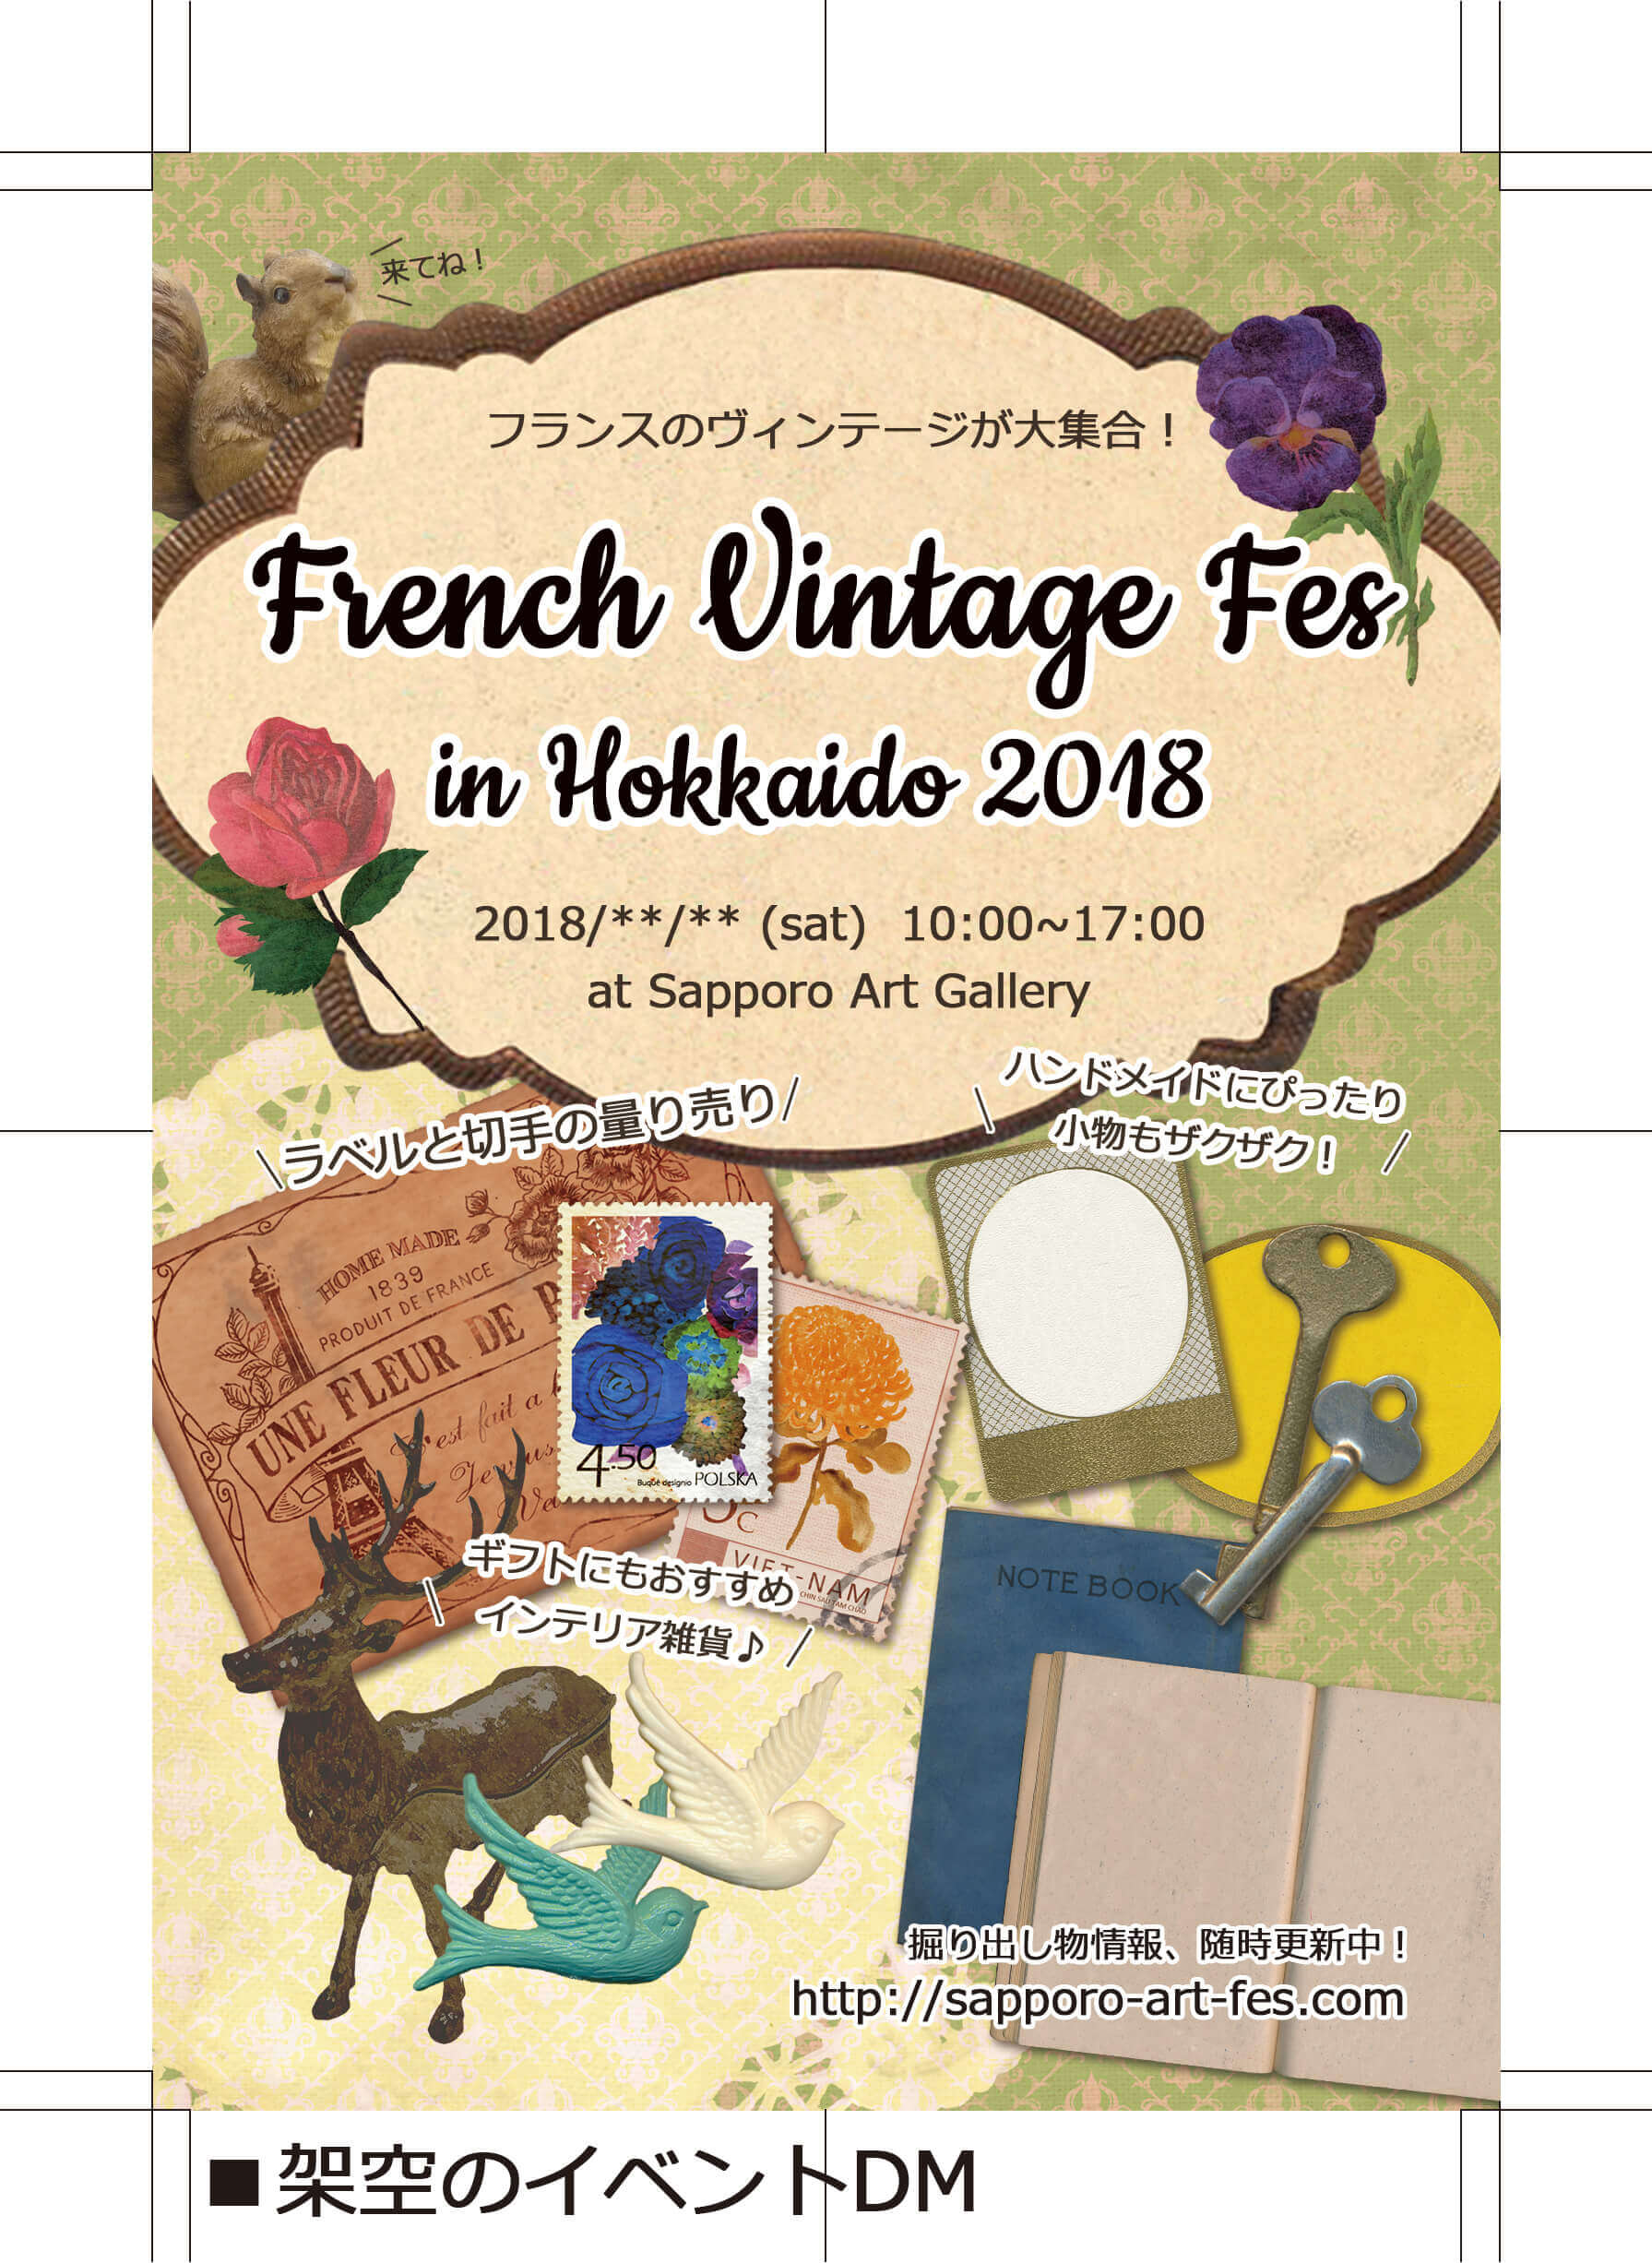 来てね！
フランスのヴィンテージが大集合！
French Vintage Fes
in Hokkaido 2018
2018/**/** (sat) 10:00~17:00
at Sapporo Art Gallery
ラベルと切手の量り売り
ハンドメイドにぴったり
小物もザクザク！
HOME MADE
1839
PRODUIT DE FRANCE
UNE FLEUR DE
C'est fait a
4.50
Buqué designio POLSKA
VIET-NAM
NOTE BOOK
ギフトにもおすすめ
インテリア雑貨♪
掘り出し物情報、随時更新中！
http://sapporo-art-fes.com
■架空のイベントDM